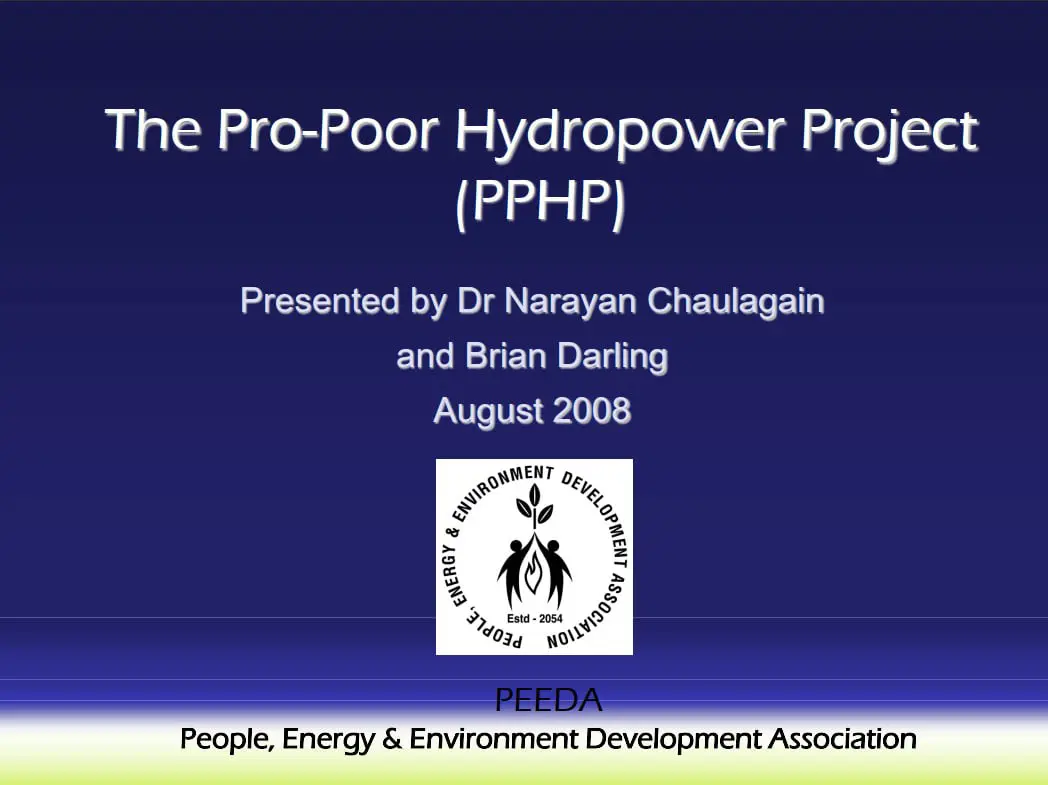 The Pro-Poor Hydropower Project
(PPHP)
Presented by Dr Narayan Chaulagain
and Brian Darling
August 2008
PEOPLE, ENERGY & ENVIRONMENT DEVELOPMENT ASSOCIATION
Estd - 2054
PEEDA
People, Energy & Environment Development Association